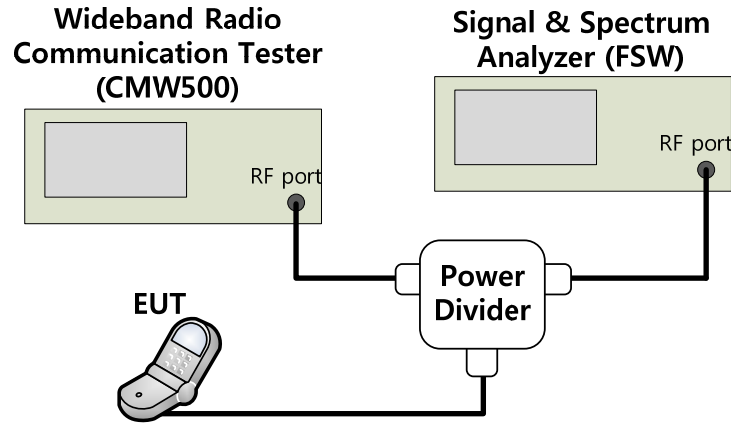 Wideband Radio
Communication Tester
(CMW500)
Signal & Spectrum
Analyzer (FSW)
RF port
RF port
Power
Divider
EUT